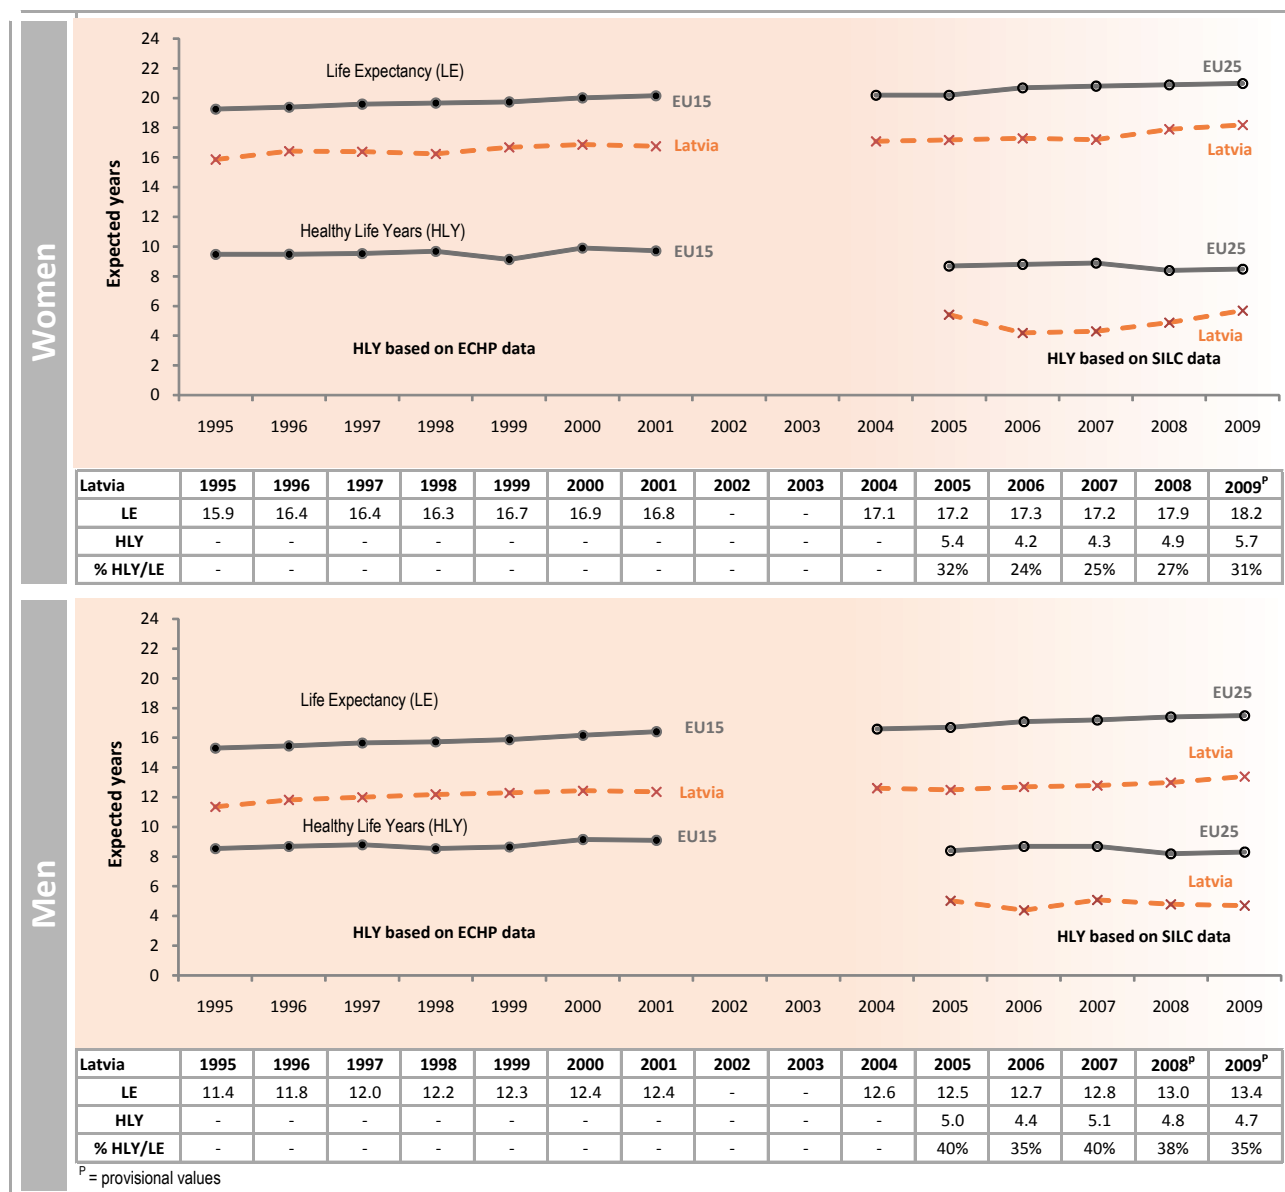 Women
Expected years
24
22
20
18
16
14
12
10
8
6
4
2
0
Life Expectancy (LE)
EU15
Latvia
EU25
Latvia
Healthy Life Years (HLY)
EU15
EU25
Latvia
HLY based on ECHP data
HLY based on SILC data
1995 1996 1997 1998 1999 2000 2001 2002 2003 2004 2005 2006 2007 2008 2009
Latvia 1995 1996 1997 1998 1999 2000 2001 2002 2003 2004 2005 2006 2007 2008 2009P
LE 15.9 16.4 16.4 16.3 16.7 16.9 16.8 - - 17.1 17.2 17.3 17.2 17.9 18.2
HLY - - - - - - - - - - 5.4 4.2 4.3 4.9 5.7
% HLY/LE - - - - - - - - - - 32% 24% 25% 27% 31%
Men
Expected years
24
22
20
18
16
14
12
10
8
6
4
2
0
Life Expectancy (LE)
EU15
Latvia
EU25
Latvia
Healthy Life Years (HLY)
EU15
EU25
Latvia
HLY based on ECHP data
HLY based on SILC data
1995 1996 1997 1998 1999 2000 2001 2002 2003 2004 2005 2006 2007 2008 2009
Latvia 1995 1996 1997 1998 1999 2000 2001 2002 2003 2004 2005 2006 2007 2008p 2009P
LE 11.4 11.8 12.0 12.2 12.3 12.4 12.4 - - 12.6 12.5 12.7 12.8 13.0 13.4
HLY - - - - - - - - - - 5.0 4.4 5.1 4.8 4.7
% HLY/LE - - - - - - - - - - 40% 35% 40% 38% 35%
P = provisional values